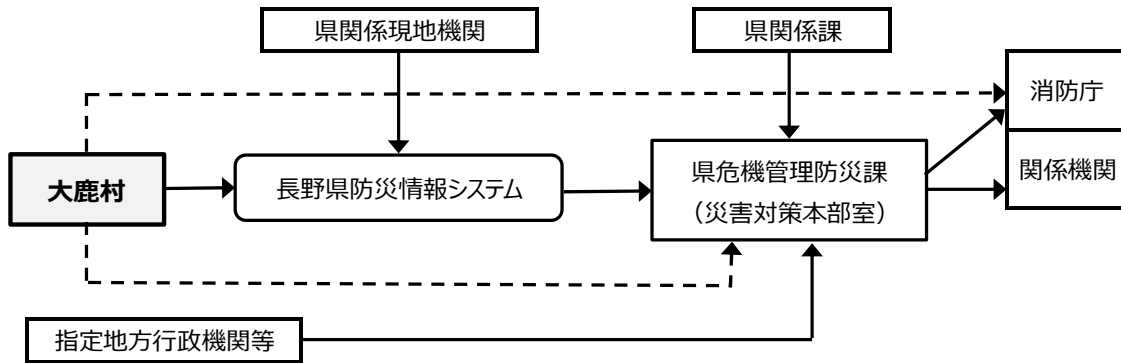 県関係現地機関
県関係課
消防庁
大鹿村
長野県防災情報システム
県危機管理防災課
（災害対策本部室）
関係機関
指定地方行政機関等